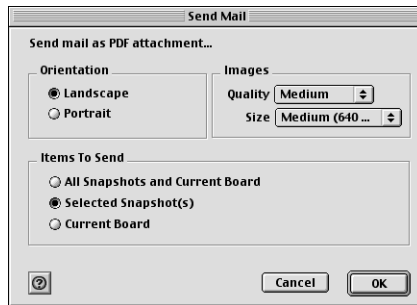 Send Mail
Send mail as PDF attachment...
Orientation
Landscape
Portrait
Images
Quality Medium
Size Medium (640 ...
Items To Send
All Snapshots and Current Board
Selected Snapshot(s)
Current Board
?
Cancel OK